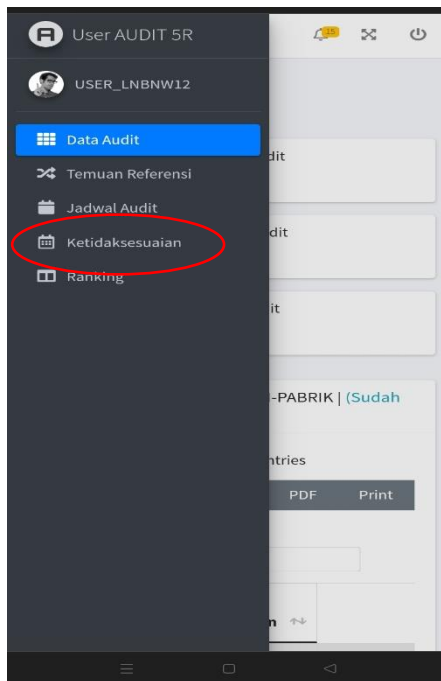 User AUDIT 5R
15
USER_LNBNW12
Data Audit
dit
Temuan Referensi
Jadwal Audit
Ketidaksesuaian
dit
Ranking
it
-PABRIK | (Sudah
ntries
PDF Print
n